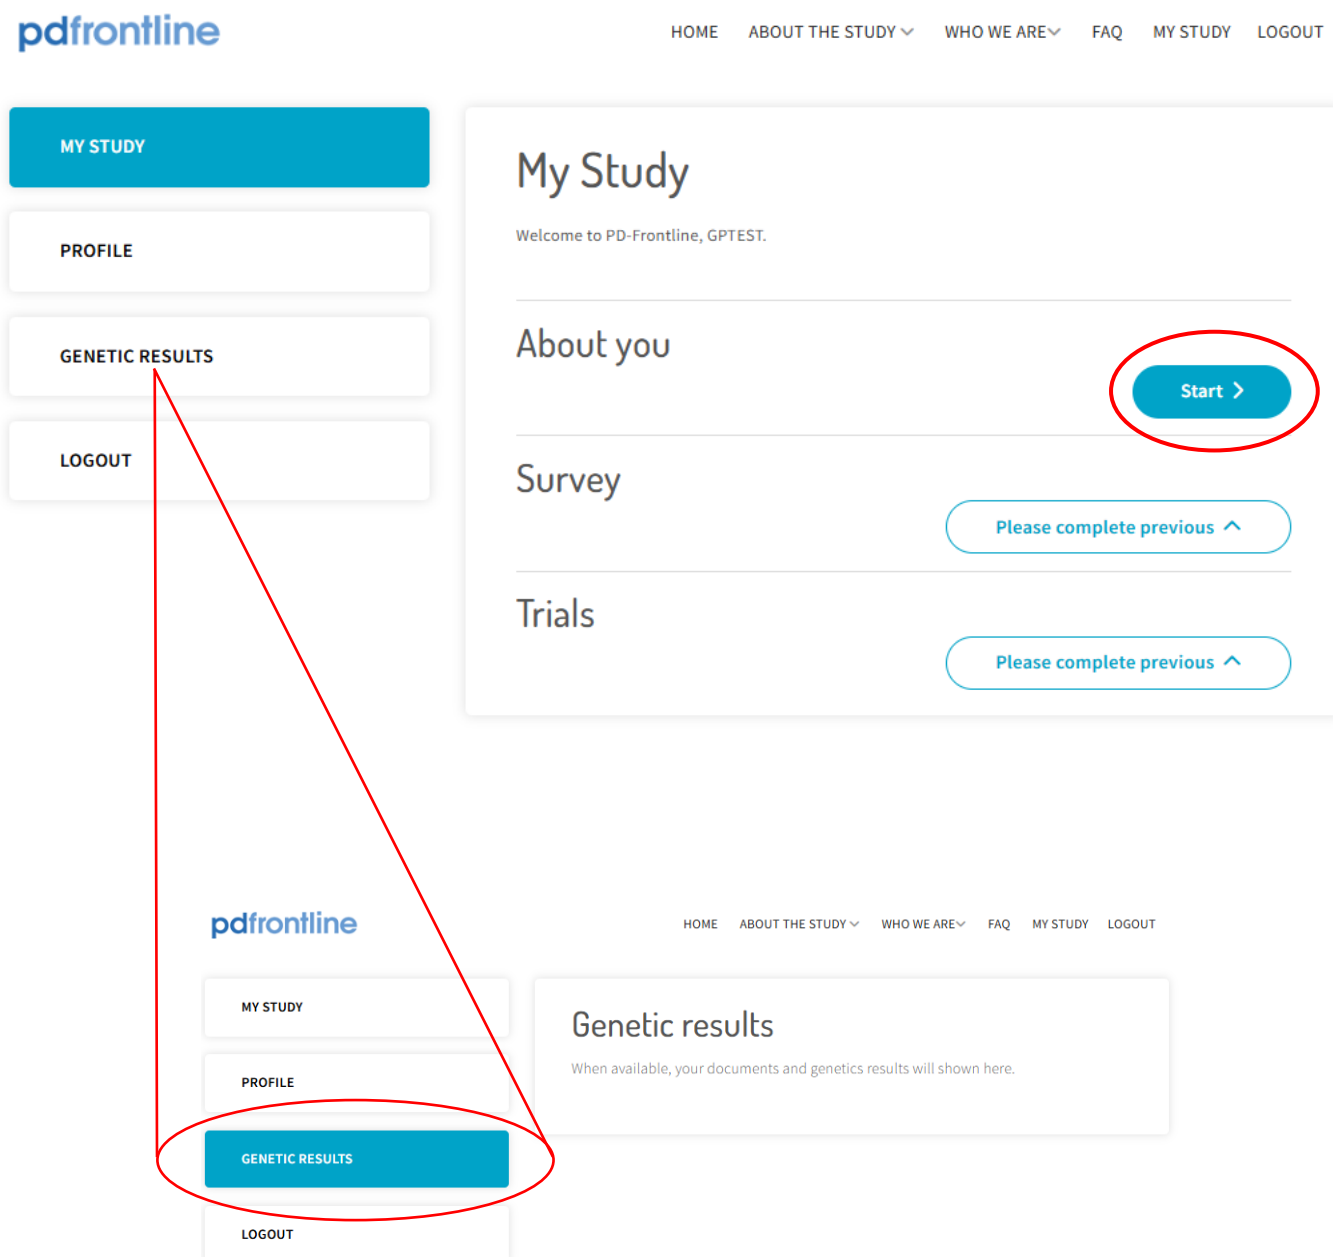 pdfrontline
HOME ABOUT THE STUDY WHO WE ARE FAQ MY STUDY LOGOUT
MY STUDY
PROFILE
GENETIC RESULTS
LOGOUT
My Study
Welcome to PD-Frontline, GPTEST.
About you
Start
Survey
Please complete previous
Trials
Please complete previous
pdfrontline
HOME ABOUT THE STUDY WHO WE ARE FAQ MY STUDY LOGOUT
MY STUDY
PROFILE
GENETIC RESULTS
LOGOUT
Genetic results
When available, your documents and genetics results will shown here.